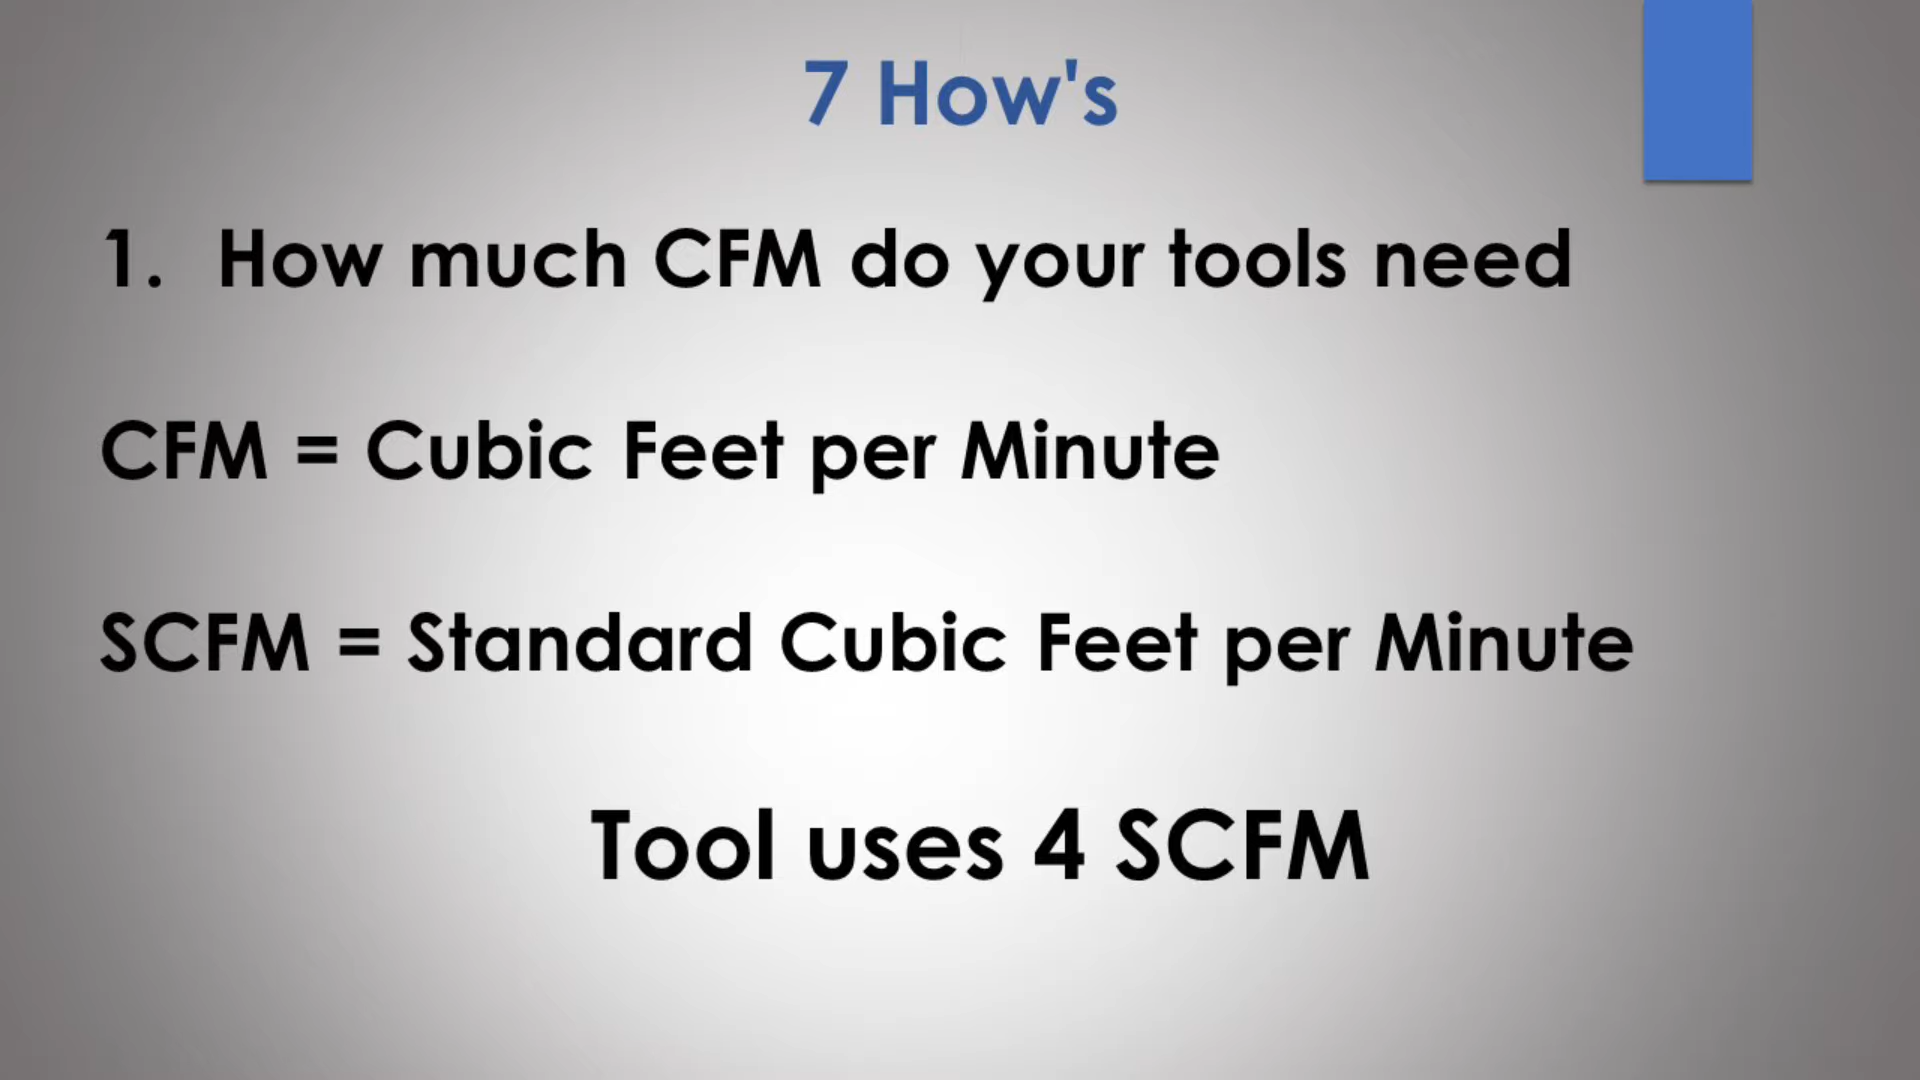 7 How's
1. How much CFM do your tools need
CFM = Cubic Feet per Minute
SCFM = Standard Cubic Feet per Minute
Tool uses 4 SCFM